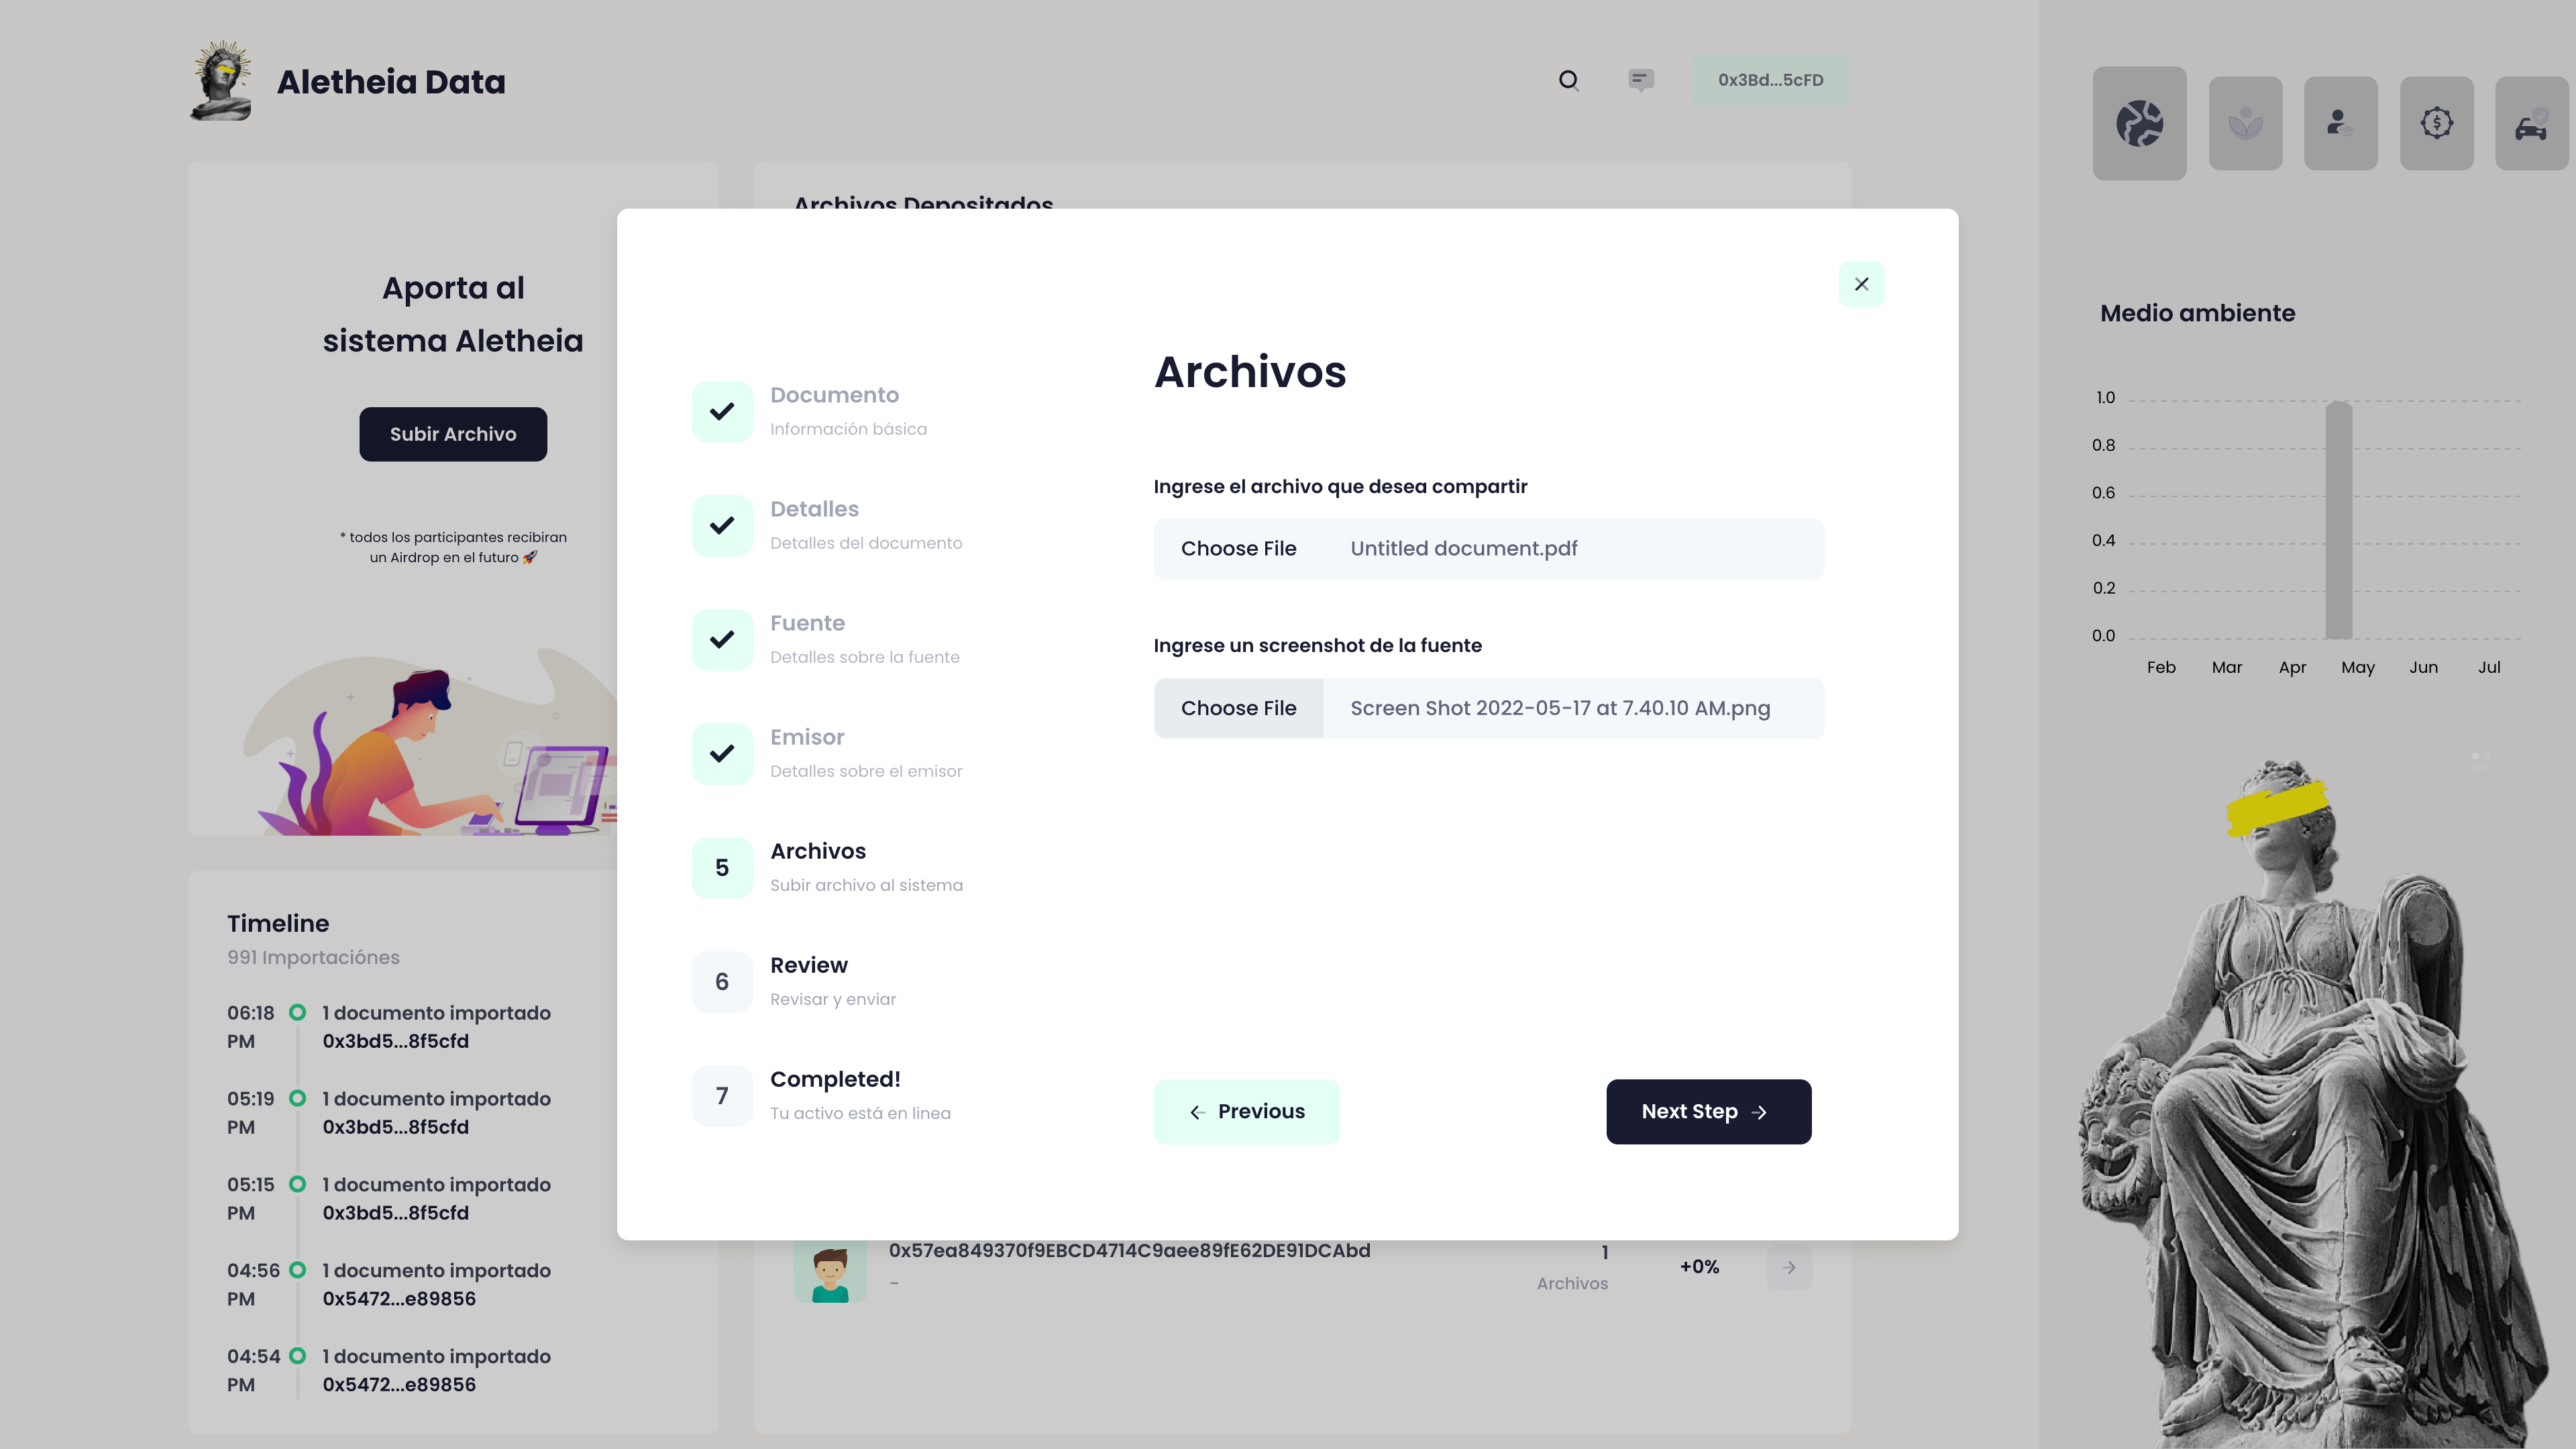 Aletheia Data
0x3Bd...5cFD
Aporta al
sistema Aletheia
Subir Archivo
* todos los participantes recibiran
un Airdrop en el futuro 🚀
Timeline
991 Importaciónes
06:18 PM
1 documento importado
0x3bd5...8f5cfd
05:19 PM
1 documento importado
0x3bd5...8f5cfd
05:15 PM
1 documento importado
0x3bd5...8f5cfd
04:56 PM
1 documento importado
0x5472...e89856
04:54 PM
1 documento importado
0x5472...e89856
Archivos Depositados
Documento
Información básica
Detalles
Detalles del documento
Fuente
Detalles sobre la fuente
Emisor
Detalles sobre el emisor
5
Archivos
Subir archivo al sistema
6
Review
Revisar y enviar
7
Completed!
Tu activo está en linea
Archivos
Ingrese el archivo que desea compartir
Choose File Untitled document.pdf
Ingrese un screenshot de la fuente
Choose File Screen Shot 2022-05-17 at 7.40.10 AM.png
Previous
Next Step
0x57ea849370f9EBCD4714C9aee89fE62DE91DCAbd
-
1
Archivos
+0%
Medio ambiente
1.0
0.8
0.6
0.4
0.2
0.0
Feb Mar Apr May Jun Jul